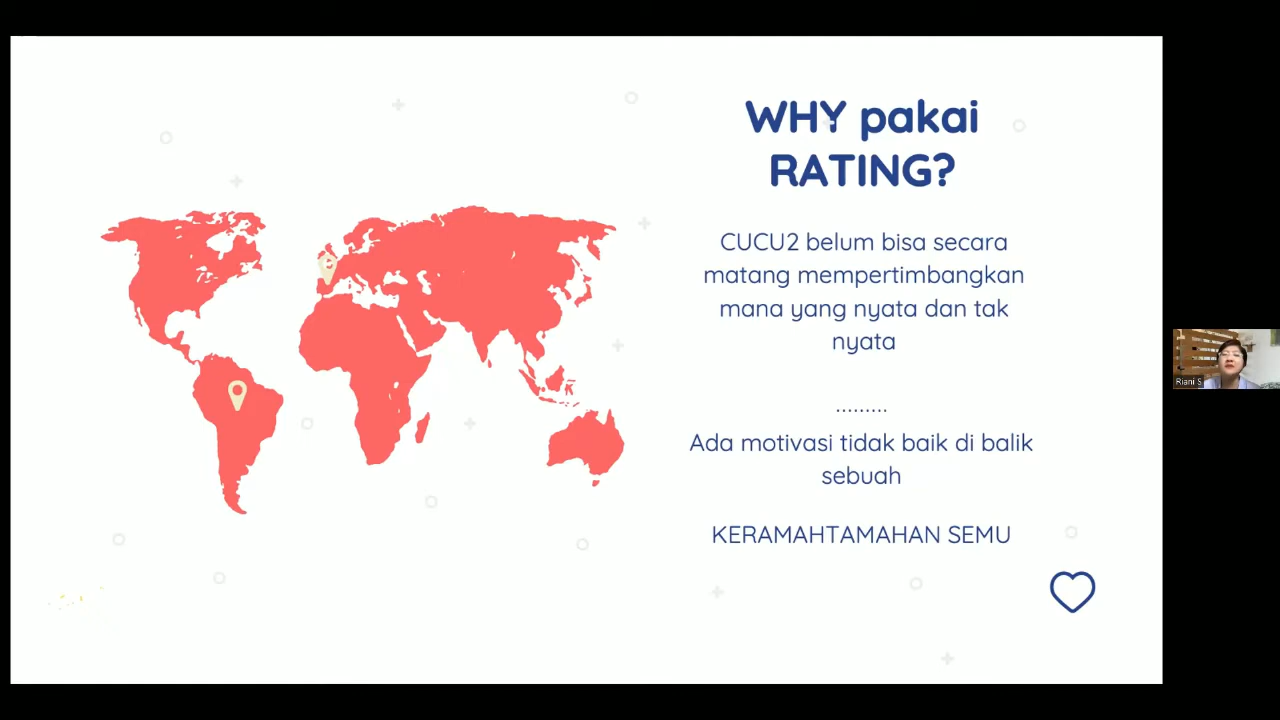 WHY pakai
RATING?
CUCU2 belum bisa secara
matang mempertimbangkan
mana yang nyata dan tak
nyata
.........
Ada motivasi tidak baik di balik
sebuah
KERAMAHTAMAHAN SEMU
Riani S